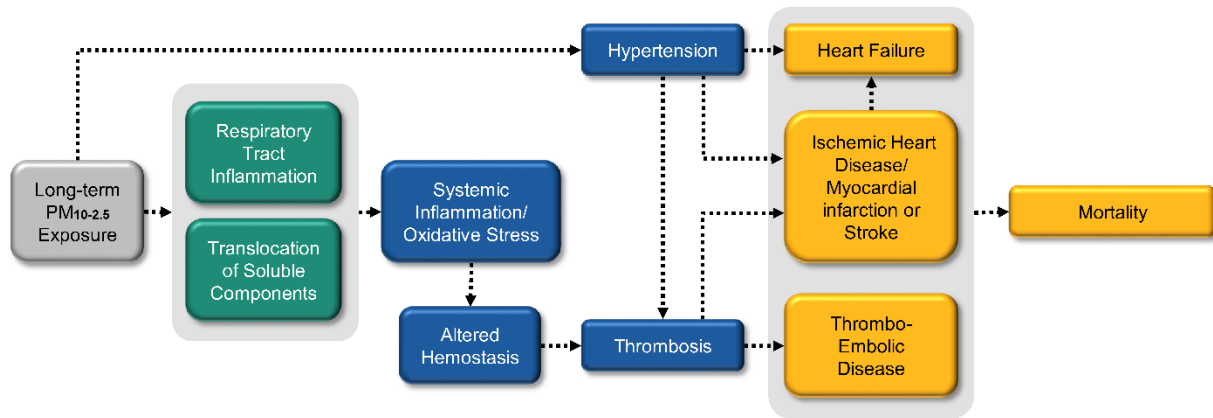 Long-term
PM10-2.5
Exposure
Respiratory
Tract
Inflammation
Translocation
of Soluble
Components
Systemic
Inflammation/
Oxidative Stress
Altered
Hemostasis
Hypertension
Thrombosis
Heart Failure
Ischemic Heart
Disease/
Myocardial
infarction or
Stroke
Thrombo-
Embolic
Disease
Mortality